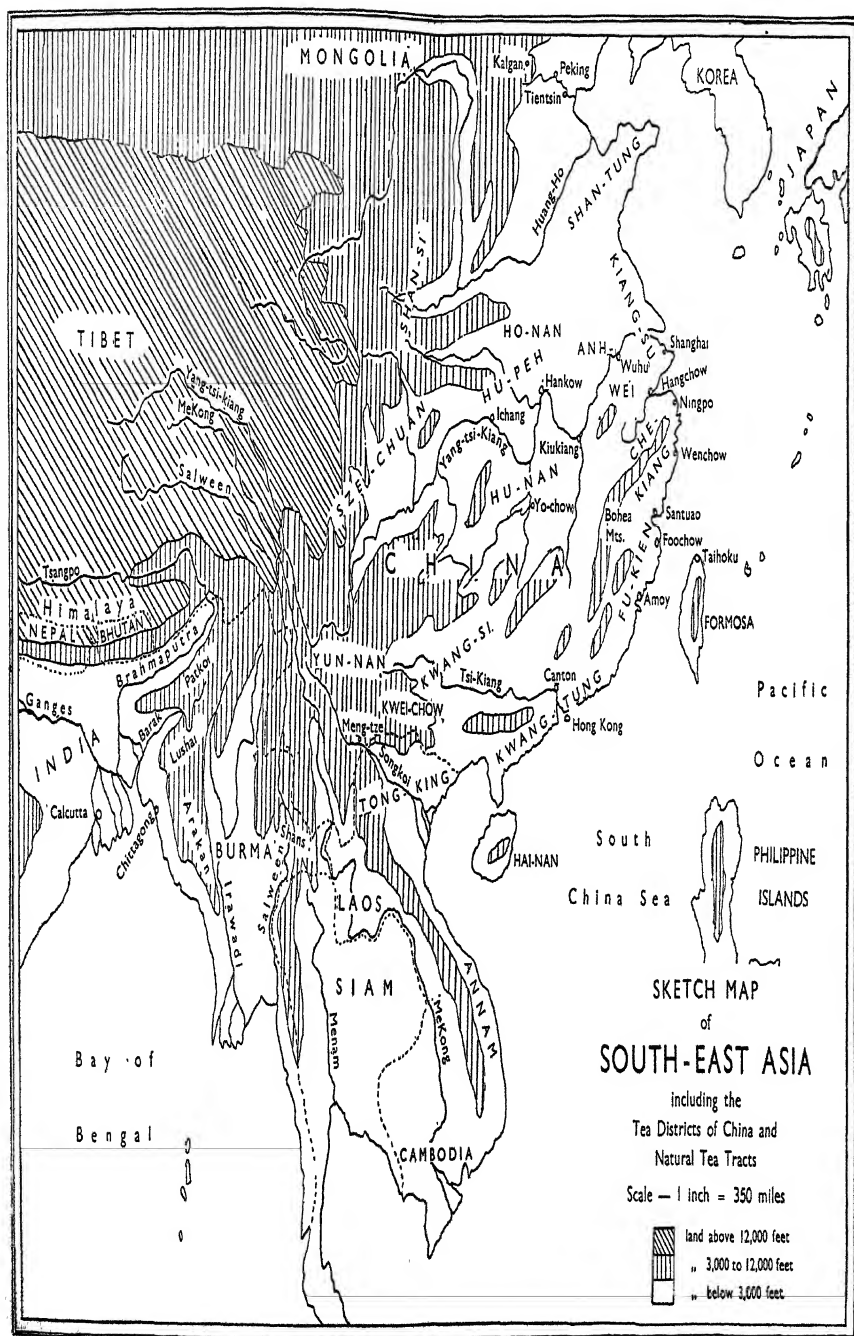 MONGOLIA
Kalgan
Peking
Tientsin
KOREA
JAPAN
Huang-Ho
SHAN-TUNG
SHAN-SI
KIANG-SU
HO-NAN
TIBET
ANH-WEI
Wuhu
Shanghai
Hangchow
Ningpo
HU-PEH
Hankow
Yang-tsi-kiang
MeKong
Ichang
SZE-CHUAN
Yang-tsi-Kiang
Kiukiang
CHE-KIANG
Wenchow
Salween
HU-NAN
Yo-chow
Bohea
Mts.
Santuao
Foochow
CHINA
FU-KIEN
Taihoku
Tsangpo
Himalaya
NEPAL
BHUTAN
Amoy
FORMOSA
Brahmaputra
YUN-NAN
KWANG-SI
Patkoi
Tsi-Kiang
Canton
Pacific
Ocean
Ganges
KWEI-CHOW
Barak
Meng-tze
KWANG-TUNG
Hong Kong
INDIA
Lushai
Songkoi
TONG-KING
Calcutta
Chittagong
Arakan
BURMA
Shans
HAI-NAN
South
China Sea
PHILIPPINE
ISLANDS
Irawadi
Salween
LAOS
SIAM
ANNAM
Menam
MeKong
Bay of
Bengal
CAMBODIA
SKETCH MAP
of
SOUTH-EAST ASIA
including the
Tea Districts of China and
Natural Tea Tracts
Scale — 1 inch = 350 miles
land above 12,000 feet
„ 3,000 to 12,000 feet
„ below 3,000 feet